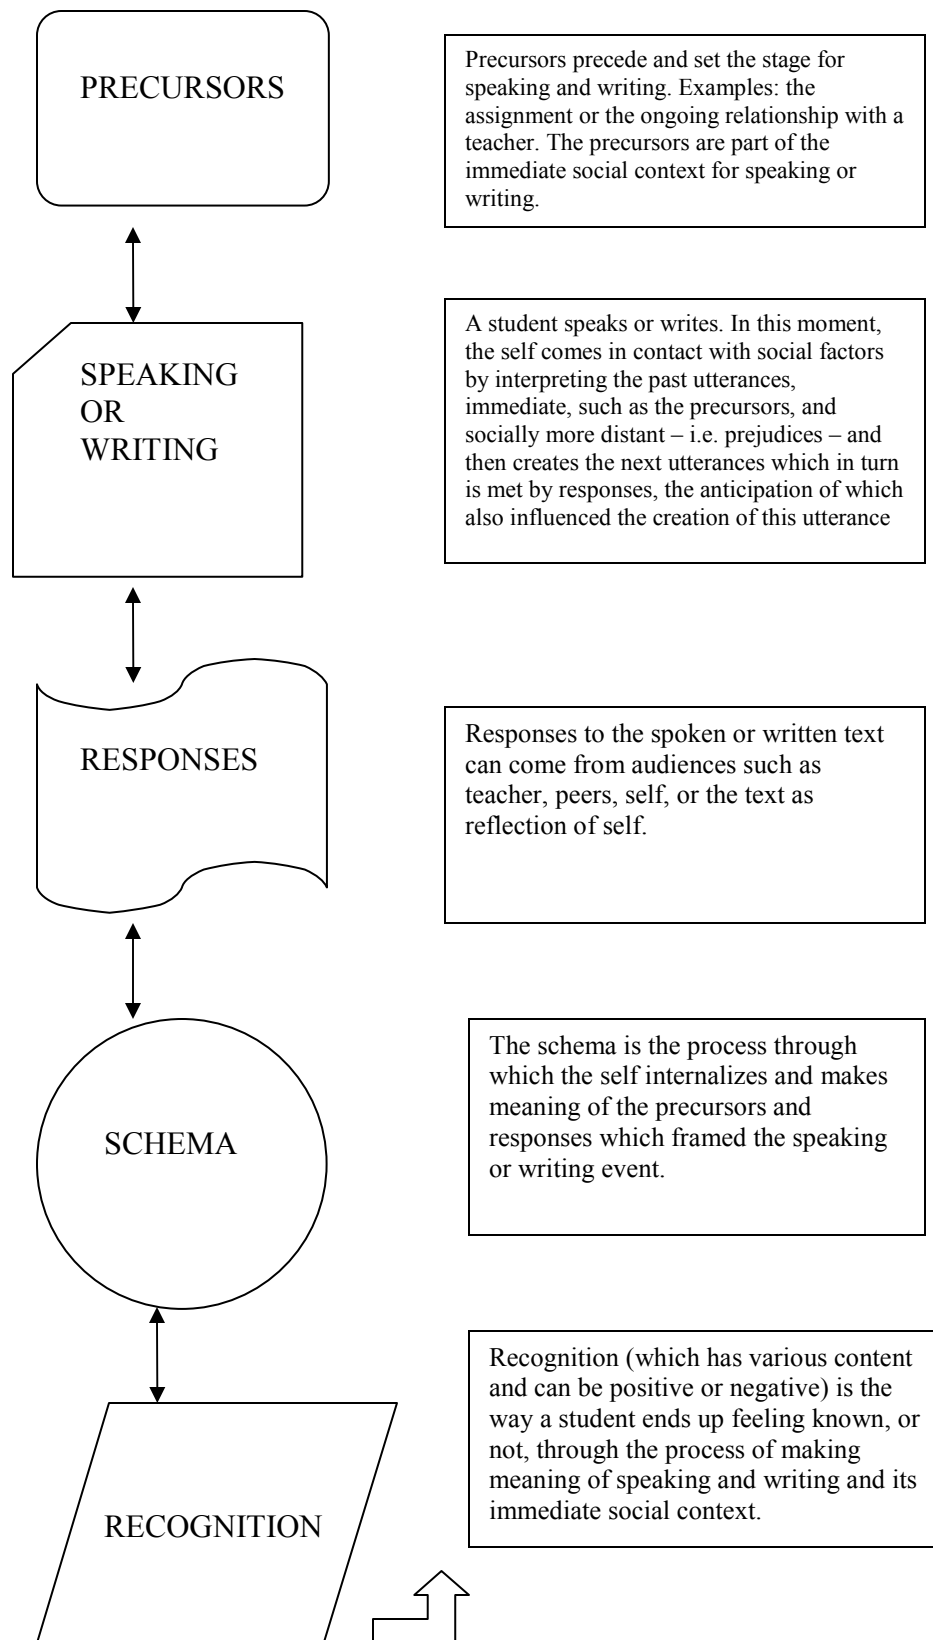 PRECURSORS
Precursors precede and set the stage for
speaking and writing. Examples: the
assignment or the ongoing relationship with a
teacher. The precursors are part of the
immediate social context for speaking or
writing.
SPEAKING
OR
WRITING
A student speaks or writes. In this moment,
the self comes in contact with social factors
by interpreting the past utterances,
immediate, such as the precursors, and
socially more distant – i.e. prejudices – and
then creates the next utterances which in turn
is met by responses, the anticipation of which
also influenced the creation of this utterance
RESPONSES
Responses to the spoken or written text
can come from audiences such as
teacher, peers, self, or the text as
reflection of self.
SCHEMA
The schema is the process through
which the self internalizes and makes
meaning of the precursors and
responses which framed the speaking
or writing event.
RECOGNITION
Recognition (which has various content
and can be positive or negative) is the
way a student ends up feeling known, or
not, through the process of making
meaning of speaking and writing and its
immediate social context.